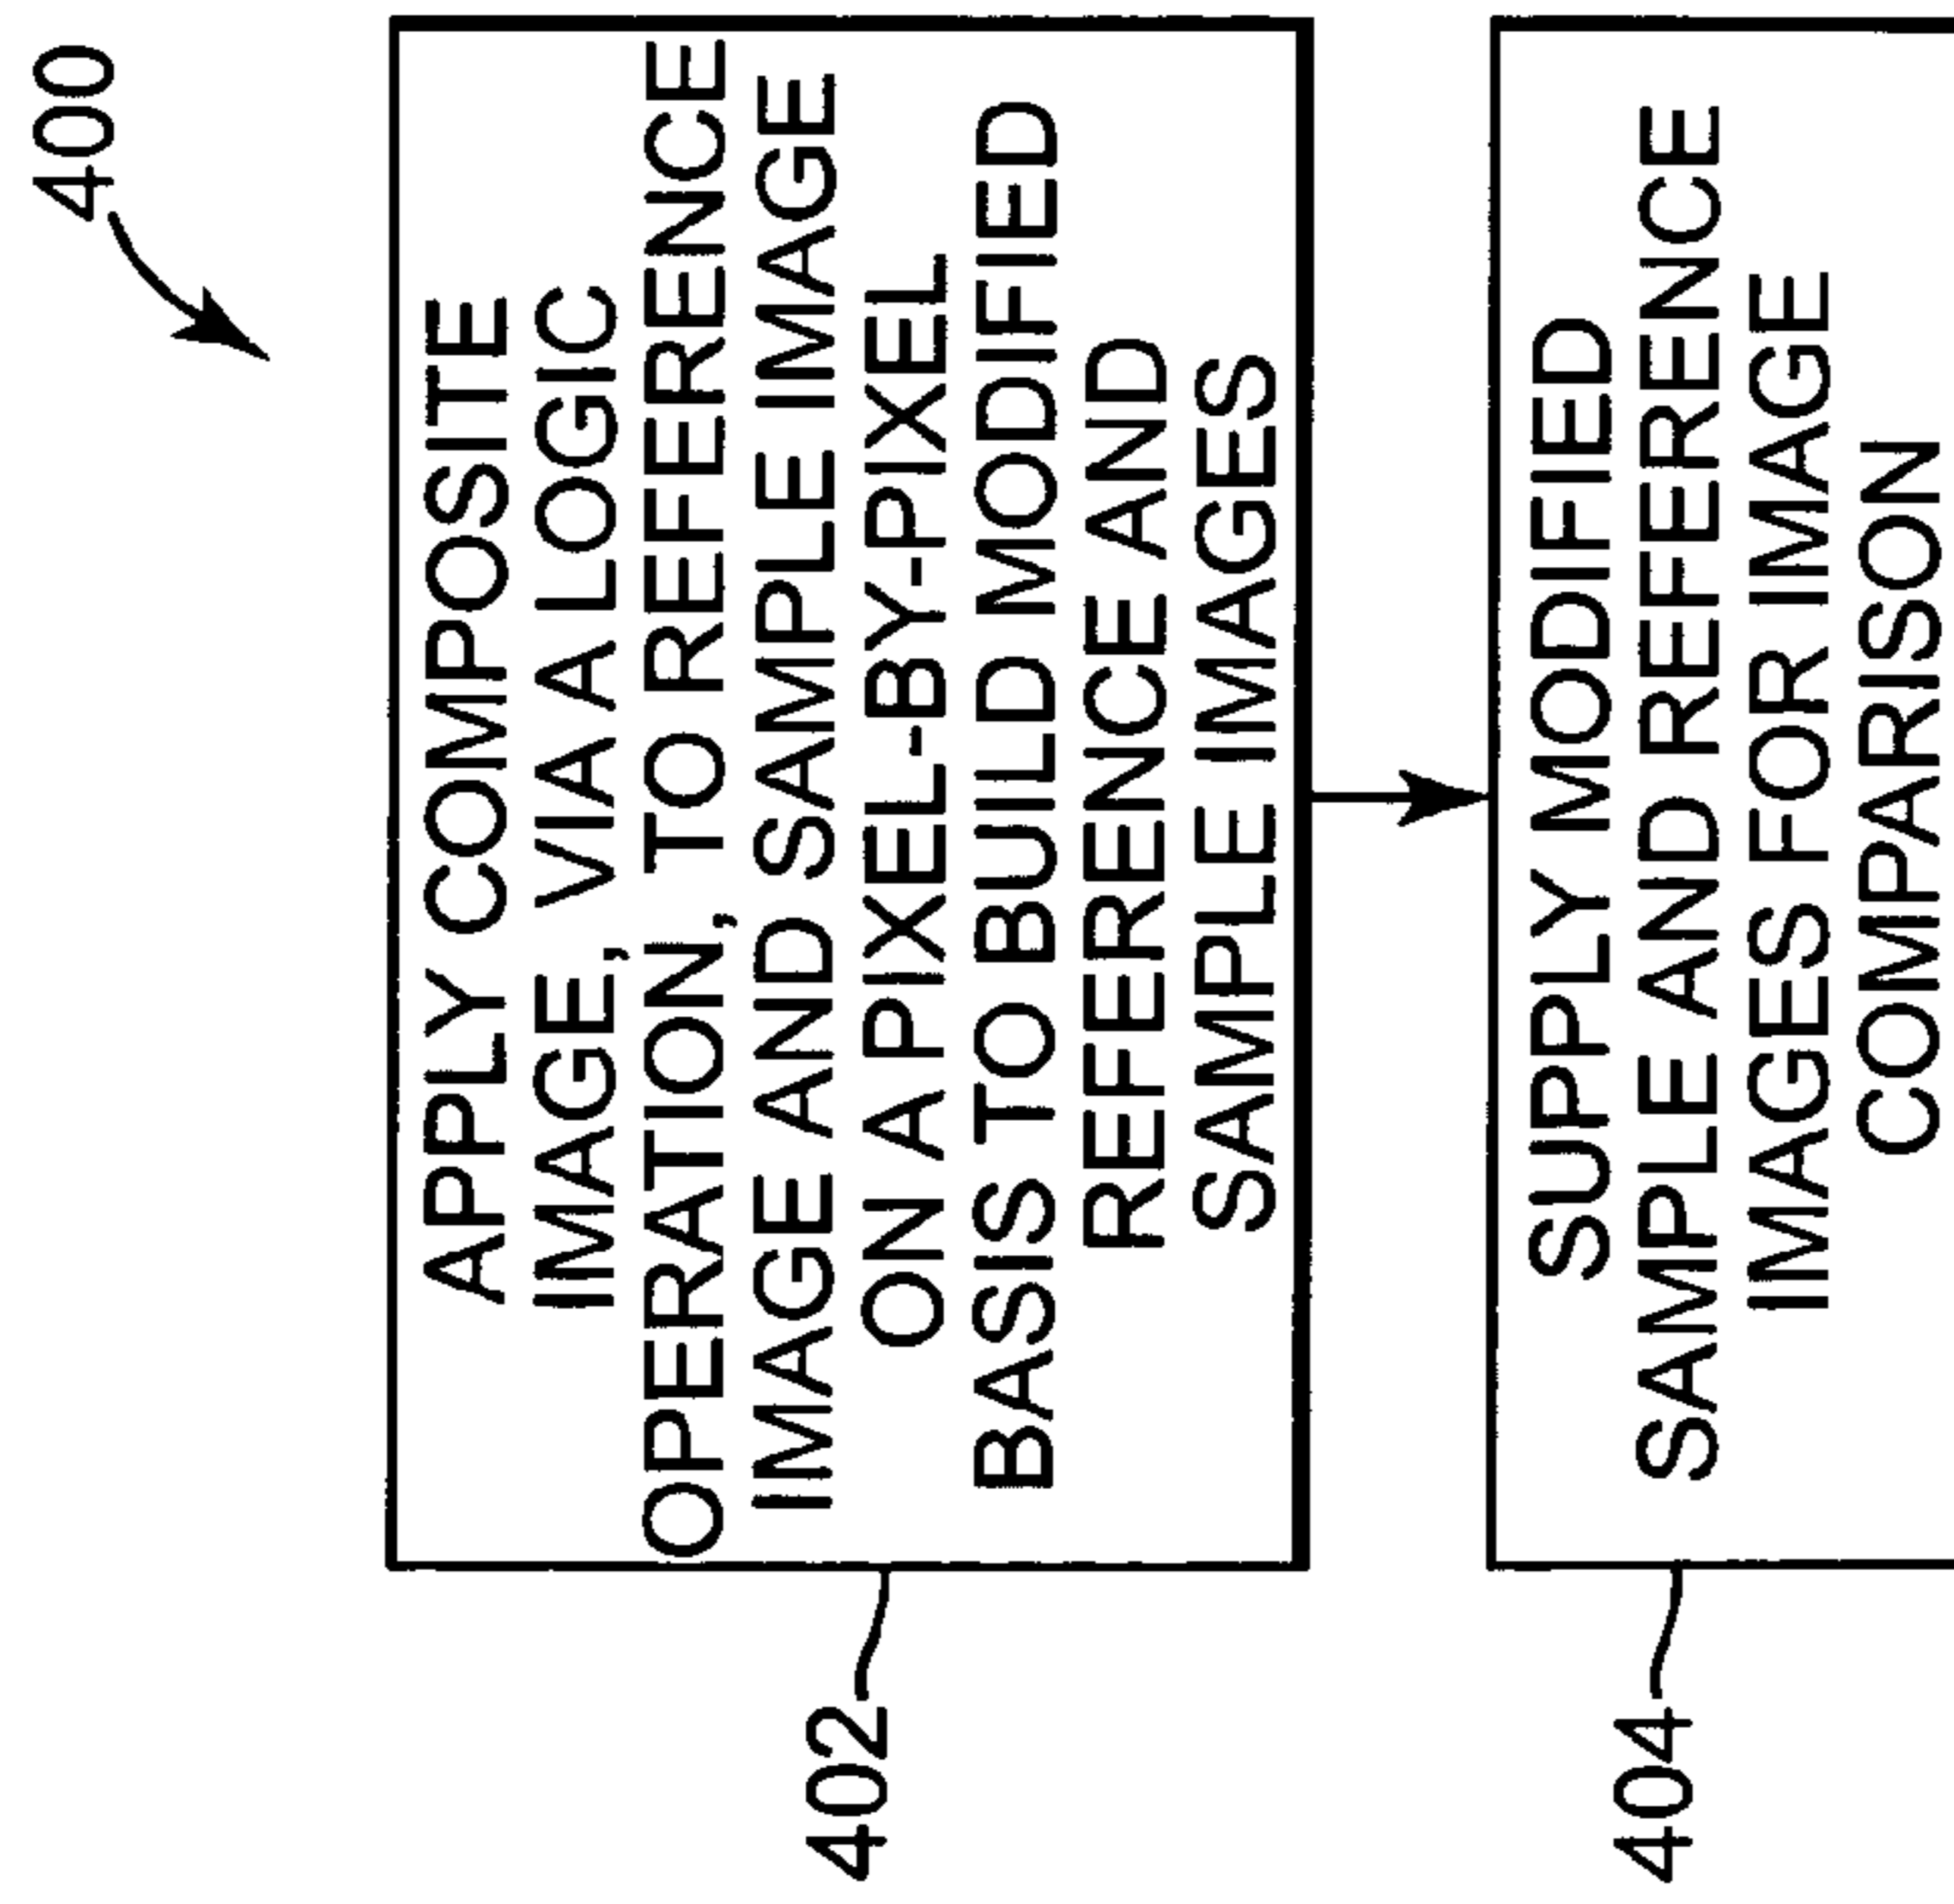 400
APPLY COMPOSITE
IMAGE, VIA A LOGIC
OPERATION, TO REFERENCE
IMAGE AND SAMPLE IMAGE
ON A PIXEL-BY-PIXEL
BASIS TO BUILD MODIFIED
REFERENCE AND
SAMPLE IMAGES
402
SUPPLY MODIFIED
SAMPLE AND REFERENCE
IMAGES FOR IMAGE
COMPARISON
404